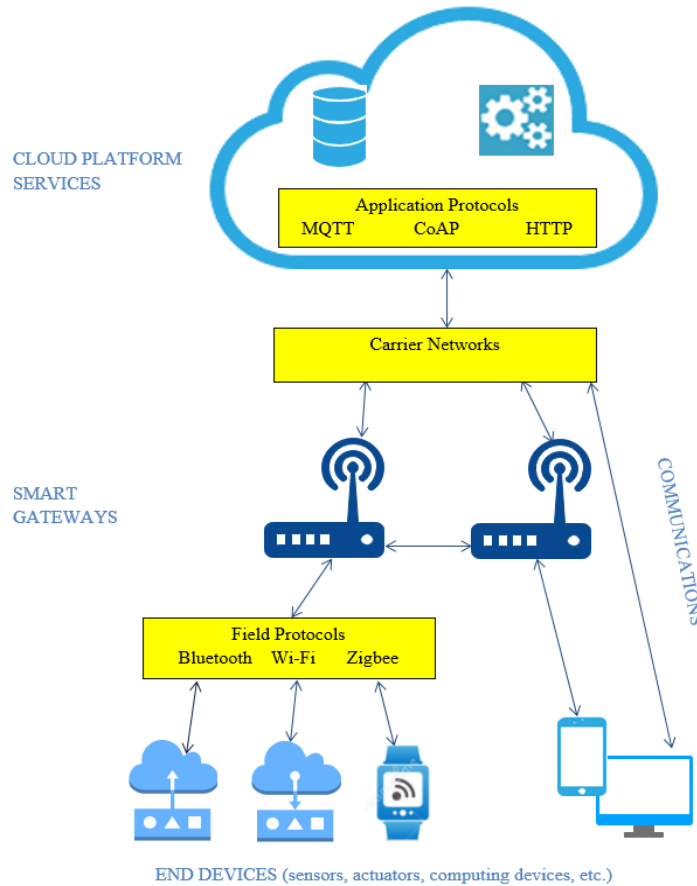 CLOUD PLATFORM
SERVICES
Application Protocols
MQTT CoAP HTTP
Carrier Networks
SMART
GATEWAYS
COMMUNICATIONS
Field Protocols
Bluetooth Wi-Fi Zigbee
END DEVICES (sensors, actuators, computing devices, etc.)